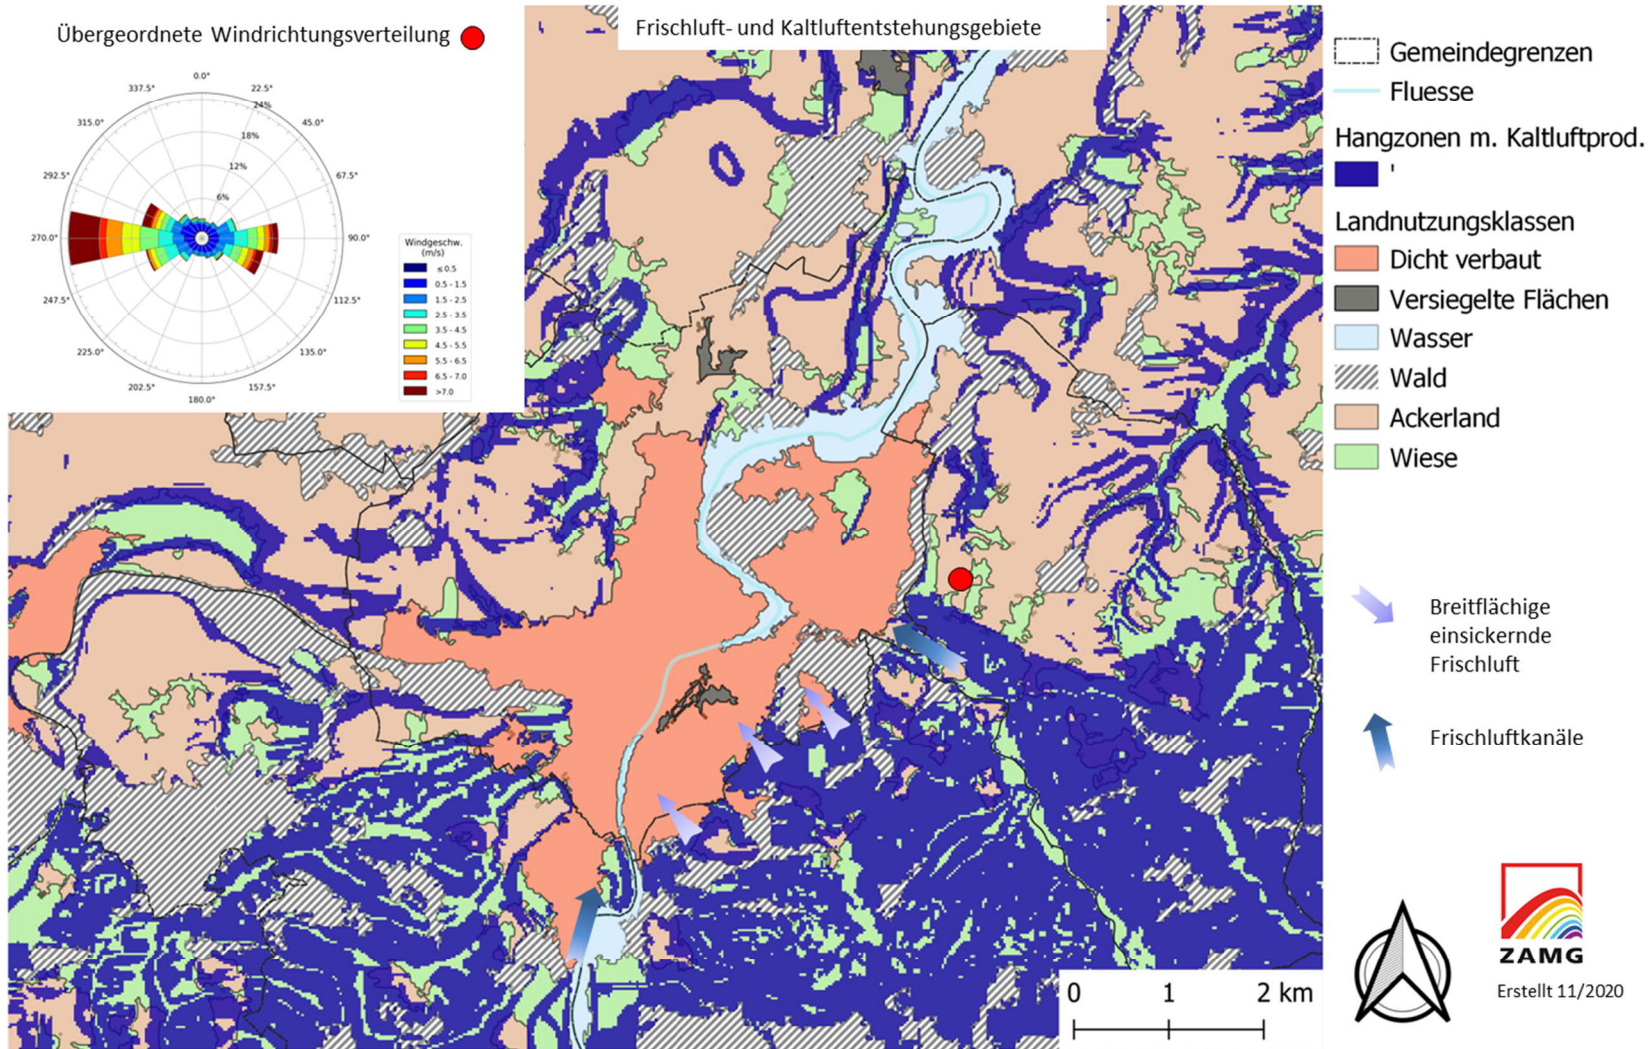 Übergeordnete Windrichtungsverteilung
Frischluft- und Kaltluftentstehungsgebiete
0.0°
22.5°
45.0°
67.5°
90.0°
112.5°
135.0°
157.5°
180.0°
202.5°
225.0°
247.5°
270.0°
292.5°
315.0°
337.5°
24%
18%
12%
6%
Windgeschw.
(m/s)
≤ 0.5
0.5 - 1.5
1.5 - 2.5
2.5 - 3.5
3.5 - 4.5
4.5 - 5.5
5.5 - 6.5
6.5 - 7.0
>7.0
Gemeindegrenzen
Fluesse
Hangzonen m. Kaltluftprod.
'
Landnutzungsklassen
Dicht verbaut
Versiegelte Flächen
Wasser
Wald
Ackerland
Wiese
Breitflächige
einsickernde
Frischluft
Frischluftkanäle
0 1 2 km
ZAMG
Erstellt 11/2020